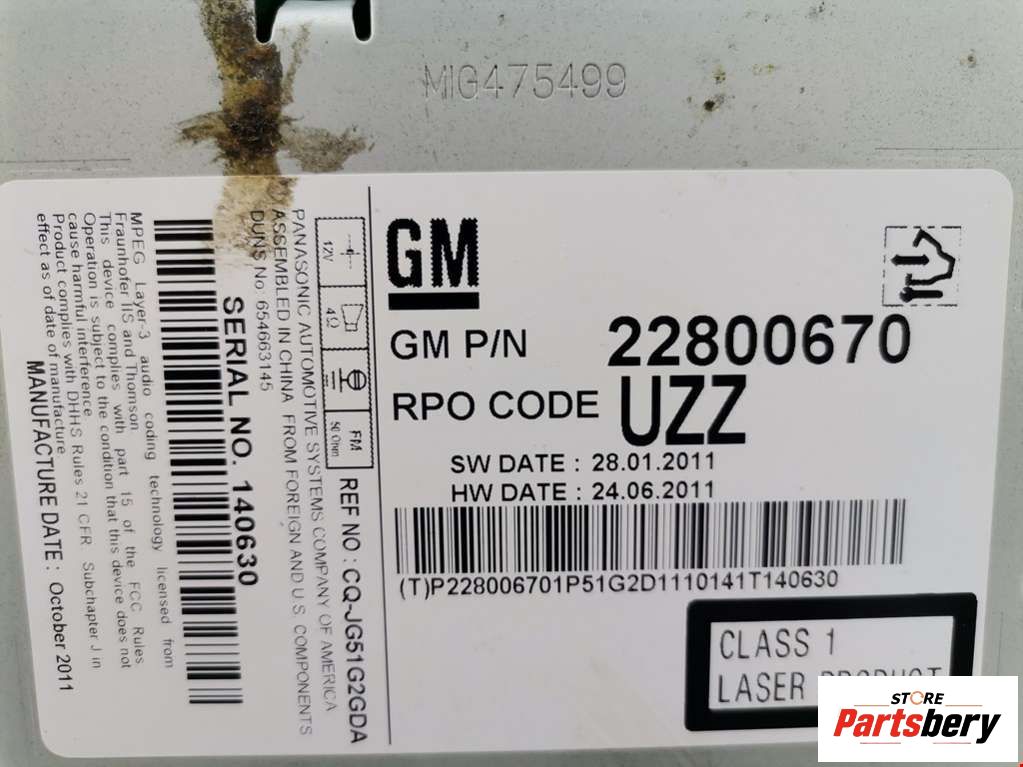 MIG475499
GM
GM P/N 22800670
RPO CODE UZZ
SW DATE : 28.01.2011
HW DATE : 24.06.2011
(T)P228006701P51G2D1110141T140630
CLASS 1
LASER PRODUCT
12V 4Ω 50 Ohm FM
REF NO : CQ-JG51G2GDA
PANASONIC AUTOMOTIVE SYSTEMS COMPANY OF AMERICA
ASSEMBLED IN CHINA FROM FOREIGN AND U.S. COMPONENTS
DUNS No: 654663145
SERIAL NO. 140630
MPEG Layer-3 audio coding technology licensed from
Fraunhofer IIS and Thomson.
This device complies with part 15 of the FCC Rules
Operation is subject to the condition that this device does not
cause harmful interference.
Product complies with DHHS Rules 21 CFR Subchapter J in
effect as of date of manufacture.
MANUFACTURE DATE : October 2011
STORE
Partsbery